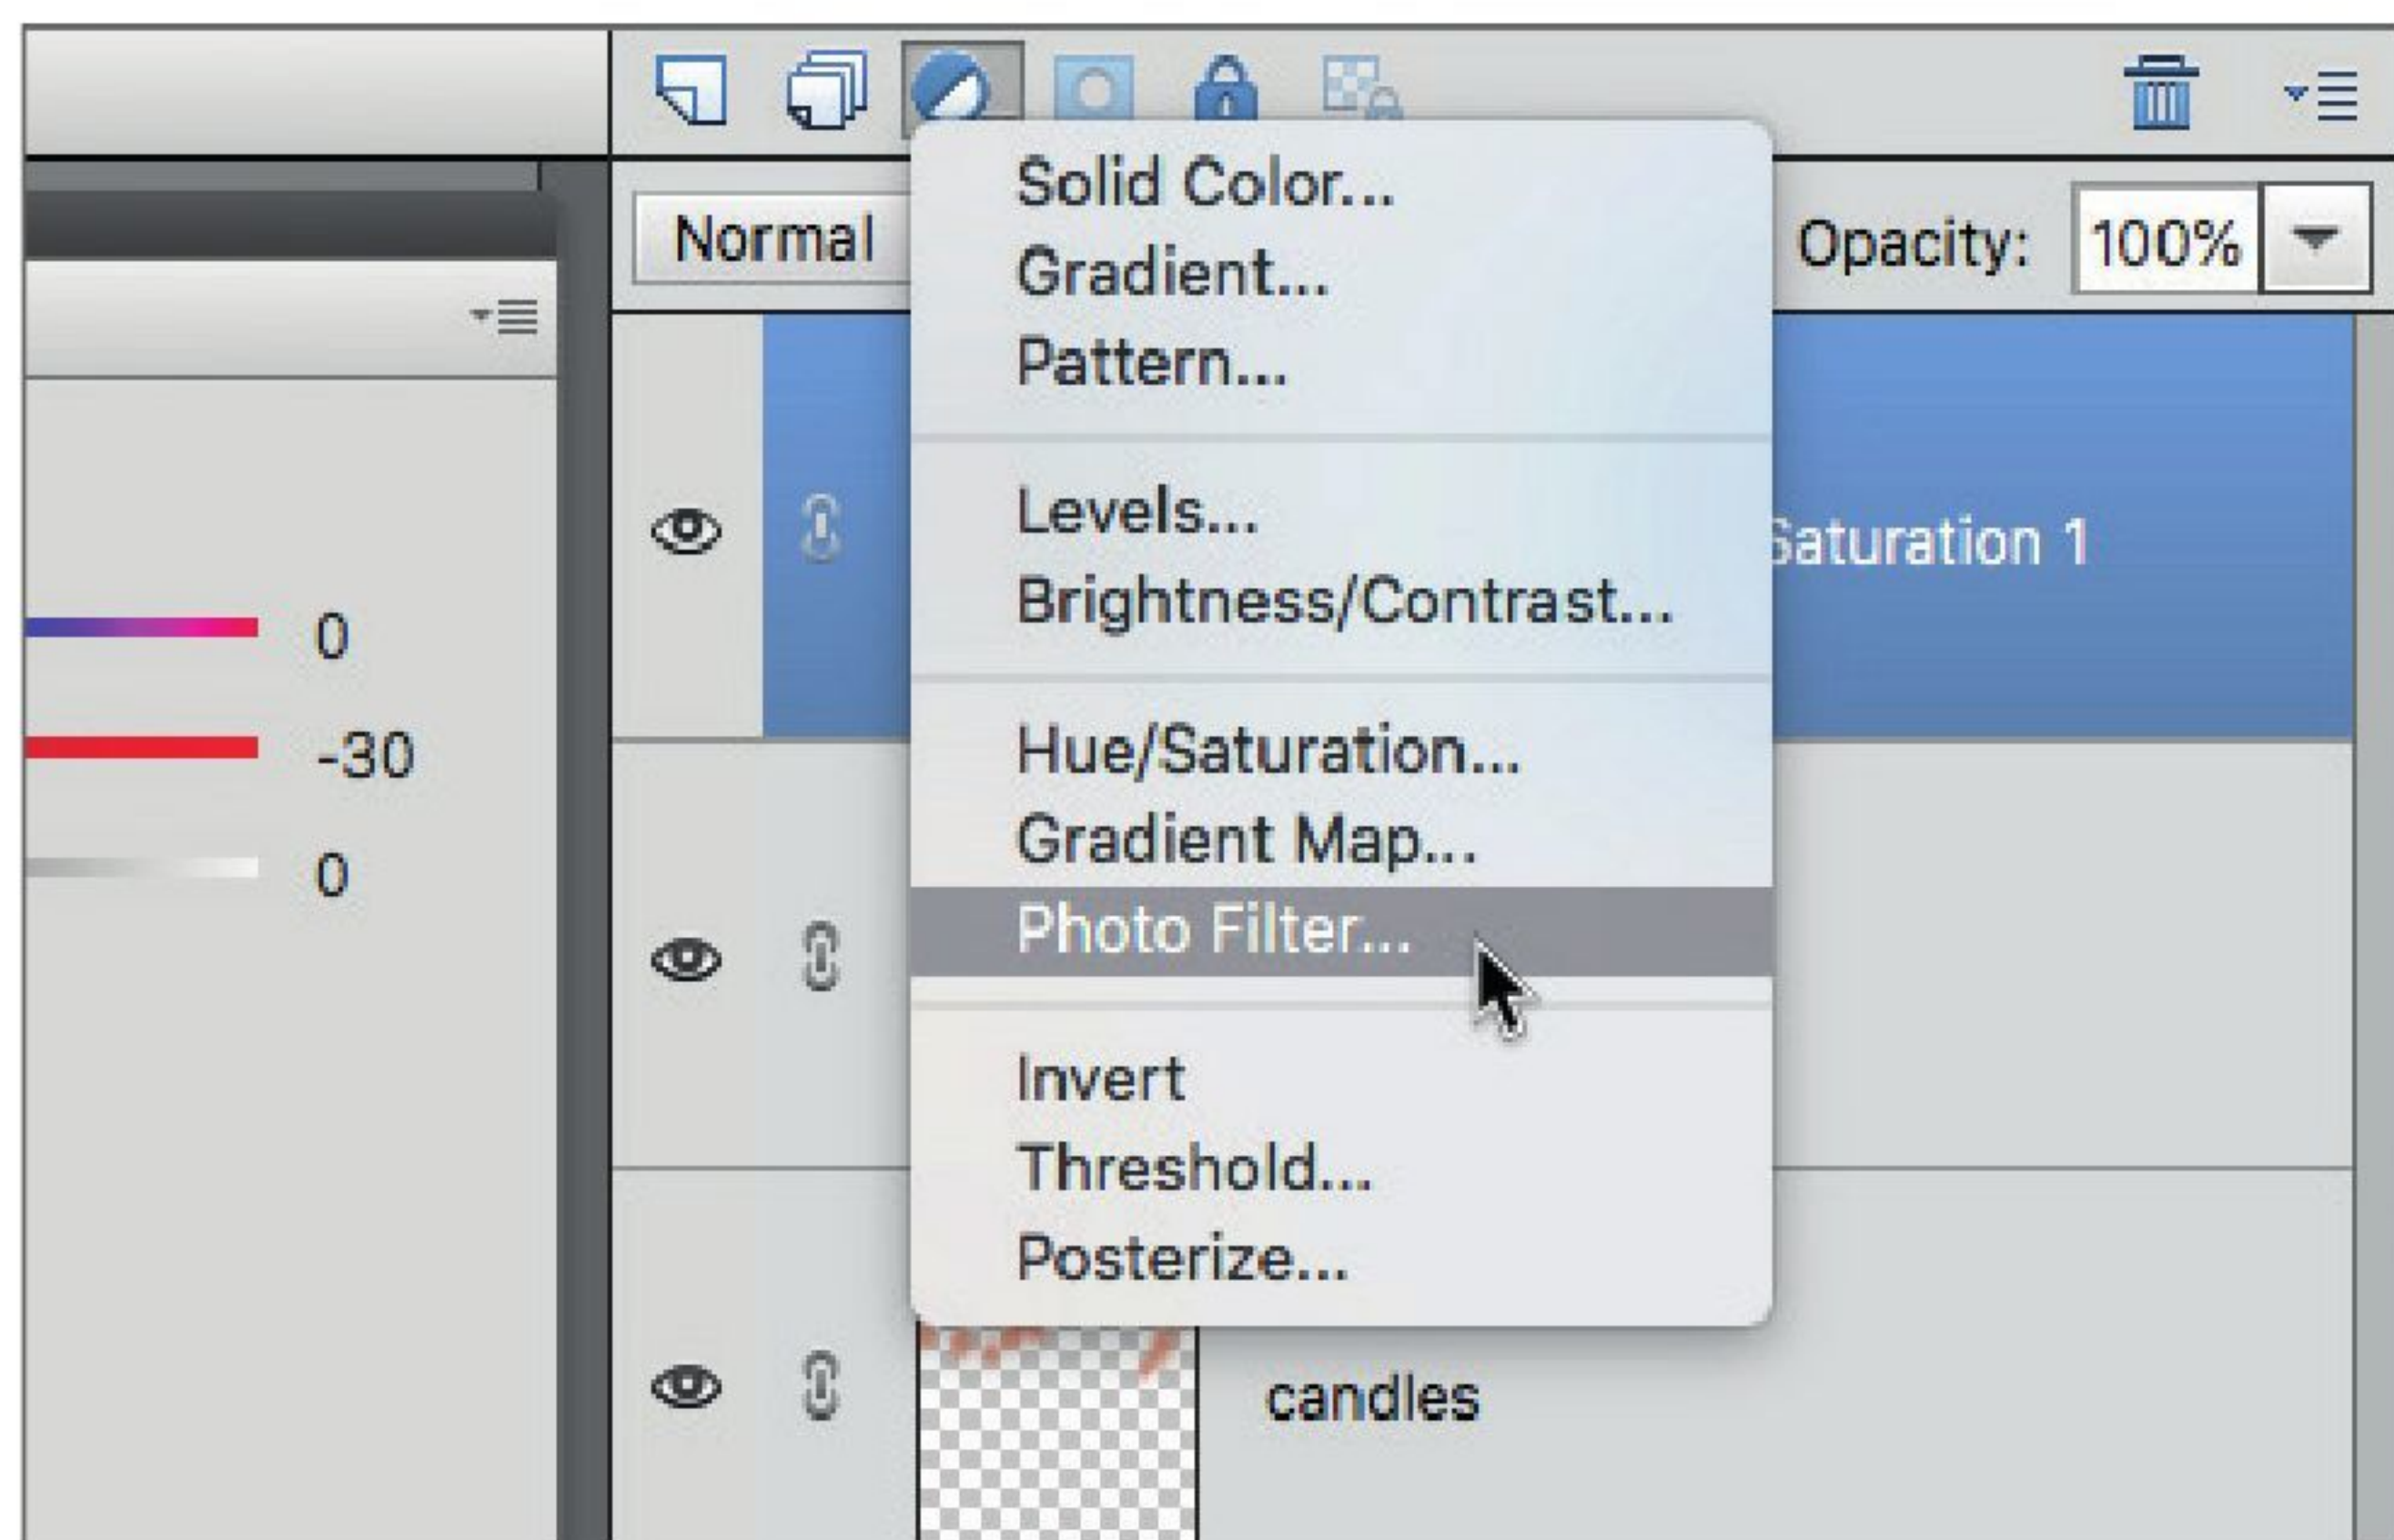 Normal
Opacity: 100%
Solid Color...
Gradient...
Pattern...
Levels...
Brightness/Contrast...
Saturation 1
0
-30
0
Hue/Saturation...
Gradient Map...
Photo Filter...
Invert
Threshold...
Posterize...
candles